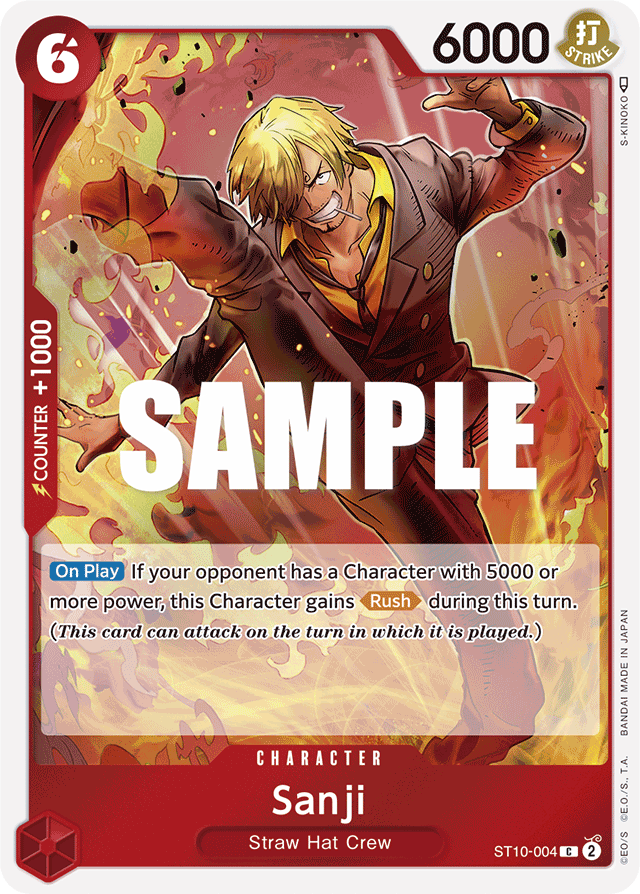 6
6000
打
STRIKE
S-KINOKO
COUNTER +1000
SAMPLE
On Play If your opponent has a Character with 5000 or
more power, this Character gains Rush during this turn.
(This card can attack on the turn in which it is played.)
CHARACTER
Sanji
Straw Hat Crew
ST10-004 C 2
©EO/S ©E.O./S., T.A. BANDAI MADE IN JAPAN